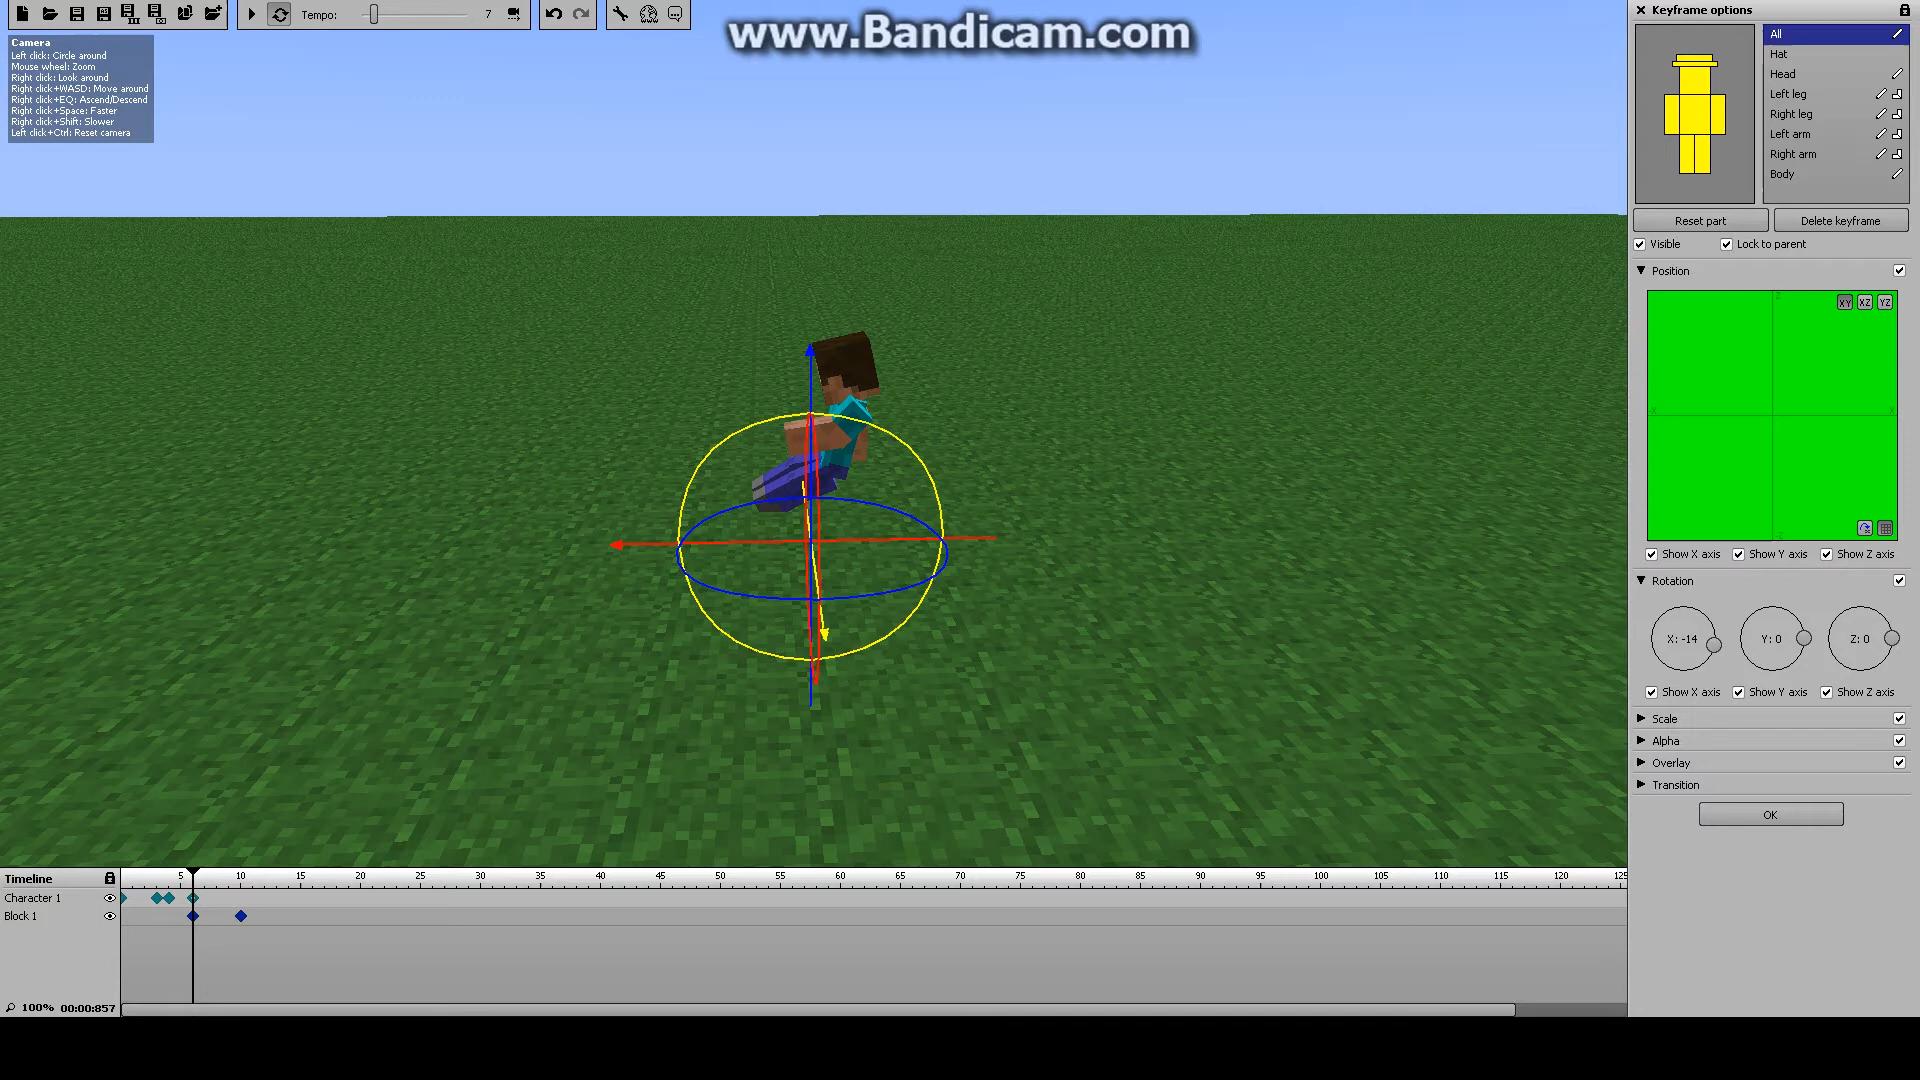 Tempo:
7
www.Bandicam.com
Camera
Left click: Circle around
Mouse wheel: Zoom
Right click: Look around
Right click+WASD: Move around
Right click+EQ: Ascend/Descend
Right click+Space: Faster
Right click+Shift: Slower
Left click+Ctrl: Reset camera
Keyframe options
All
Hat
Head
Left leg
Right leg
Left arm
Right arm
Body
Reset part
Delete keyframe
Visible
Lock to parent
Position
XY XZ YZ
Show X axis Show Y axis Show Z axis
Rotation
X: -14
Y: 0
Z: 0
Show X axis Show Y axis Show Z axis
Scale
Alpha
Overlay
Transition
OK
Timeline
5 10 15 20 25 30 35 40 45 50 55 60 65 70 75 80 85 90 95 100 105 110 115 120 125
Character 1
Block 1
100% 00:00:857